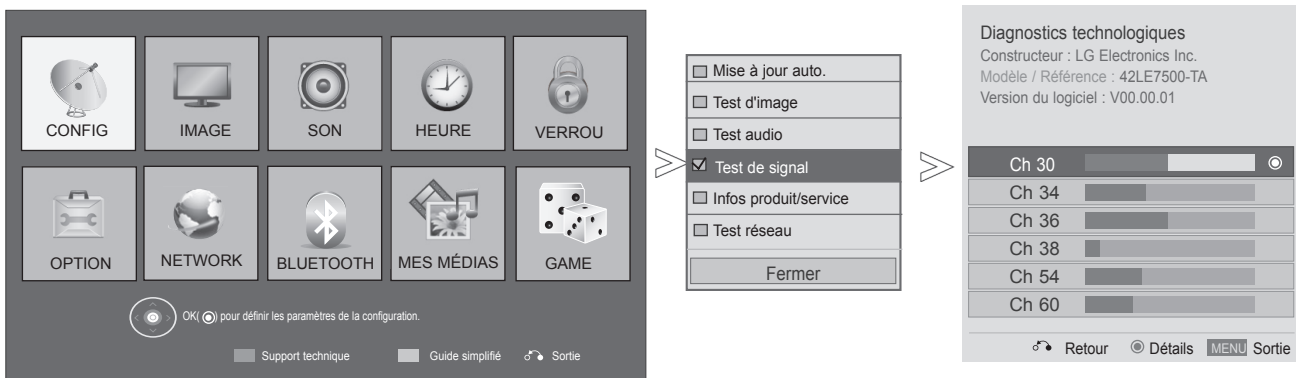 CONFIG
IMAGE
SON
HEURE
VERROU
OPTION
NETWORK
BLUETOOTH
MES MÉDIAS
GAME
OK( ) pour définir les paramètres de la configuration.
Support technique Guide simplifié Sortie
Mise à jour auto.
Test d'image
Test audio
Test de signal
Infos produit/service
Test réseau
Fermer
Diagnostics technologiques
Constructeur : LG Electronics Inc.
Modèle / Référence : 42LE7500-TA
Version du logiciel : V00.00.01
Ch 30
Ch 34
Ch 36
Ch 38
Ch 54
Ch 60
Retour Détails MENU Sortie